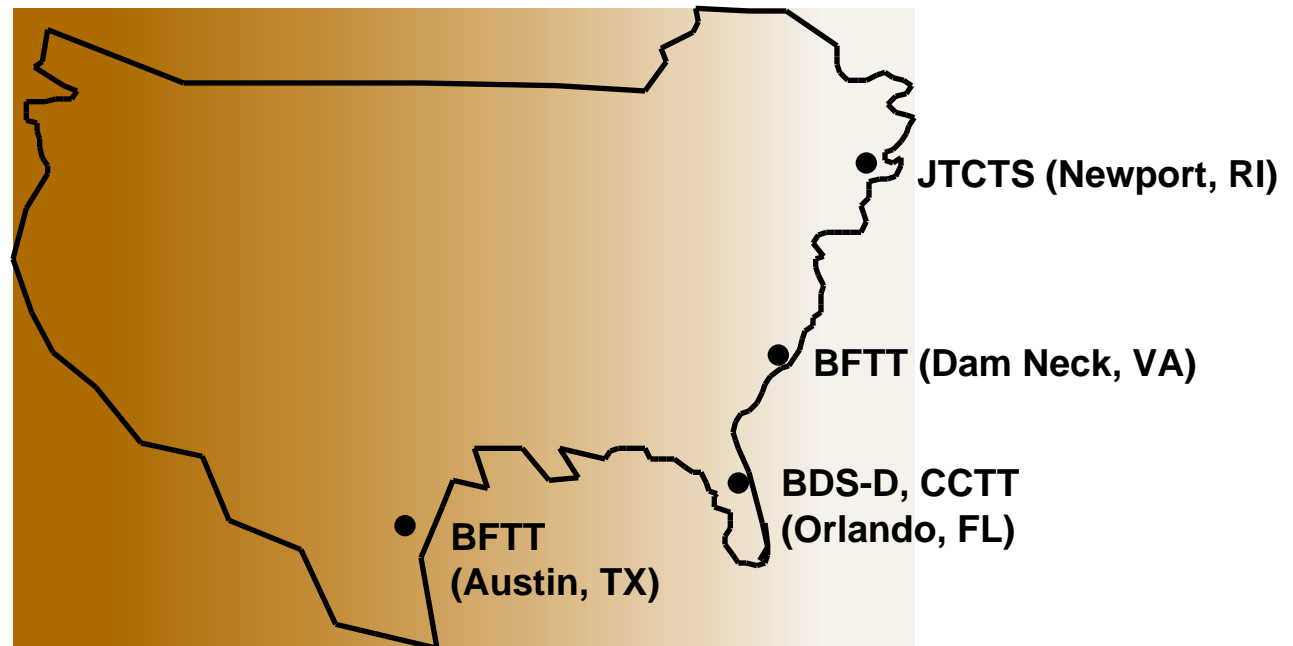 JTCTS (Newport, RI)
BFTT (Dam Neck, VA)
BDS-D, CCTT
(Orlando, FL)
BFTT
(Austin, TX)